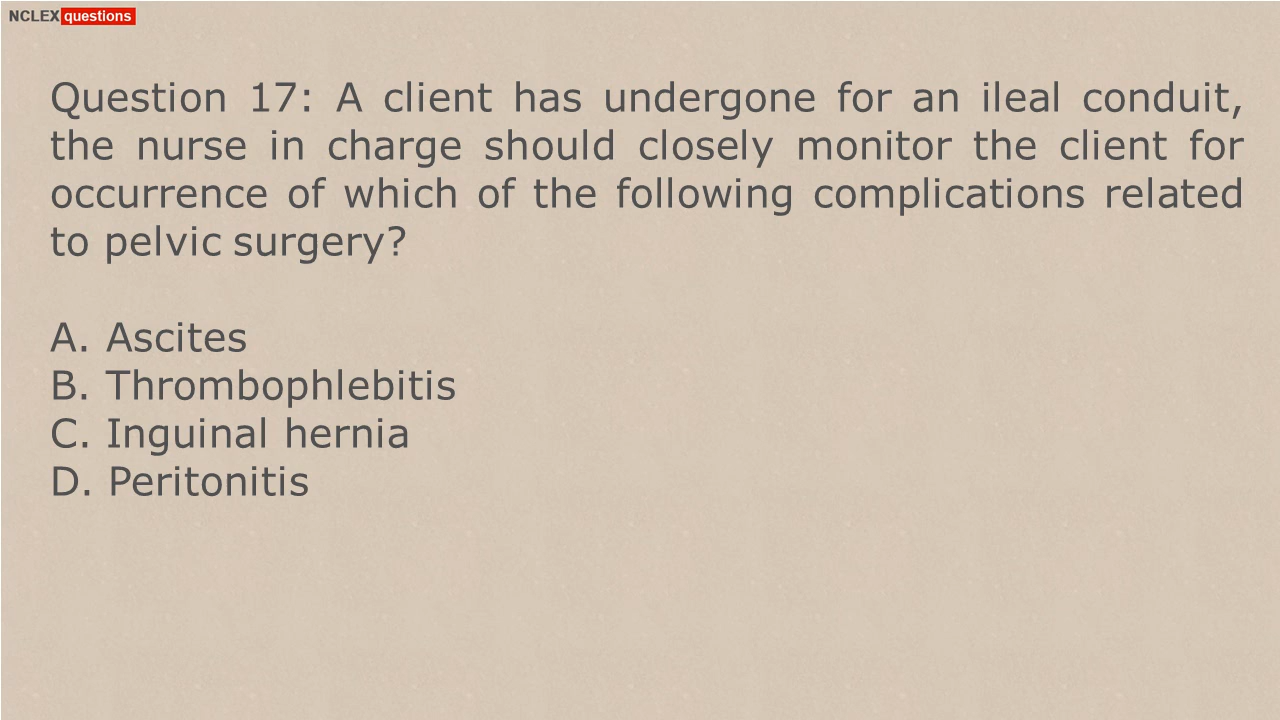 NCLEX questions
Question 17: A client has undergone for an ileal conduit,
the nurse in charge should closely monitor the client for
occurrence of which of the following complications related
to pelvic surgery?
A. Ascites
B. Thrombophlebitis
C. Inguinal hernia
D. Peritonitis